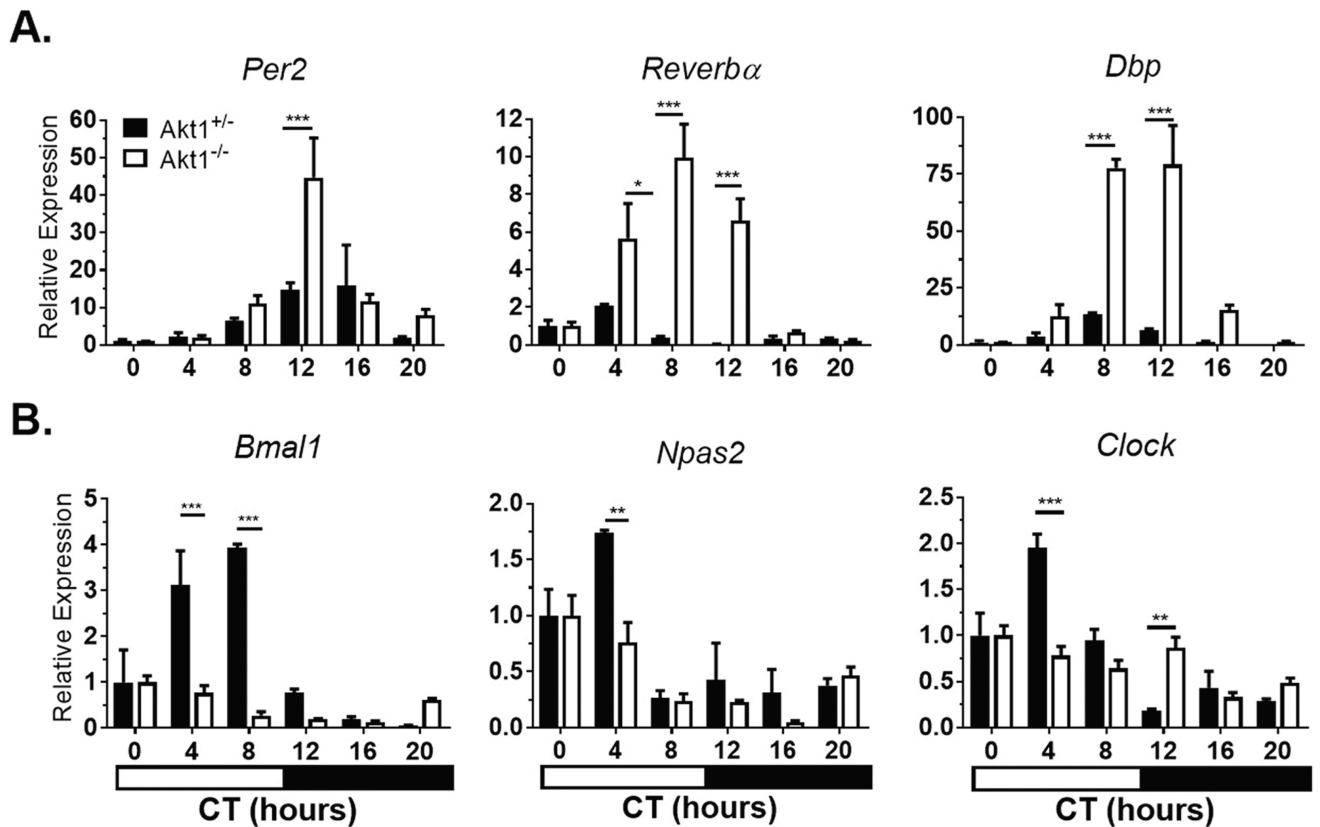 A.
Per2 Reverbα Dbp
Relative Expression
60
50
40
30
20
10
0
Akt1+/-
Akt1-/-
***
0 4 8 12 16 20
12
10
8
6
4
2
0
*
***
***
0 4 8 12 16 20
100
75
50
25
0
***
***
0 4 8 12 16 20
B.
Bmal1 Npas2 Clock
Relative Expression
5
4
3
2
1
0
***
***
0 4 8 12 16 20
CT (hours)
2.0
1.5
1.0
0.5
0.0
**
0 4 8 12 16 20
CT (hours)
2.5
2.0
1.5
1.0
0.5
0.0
***
**
0 4 8 12 16 20
CT (hours)